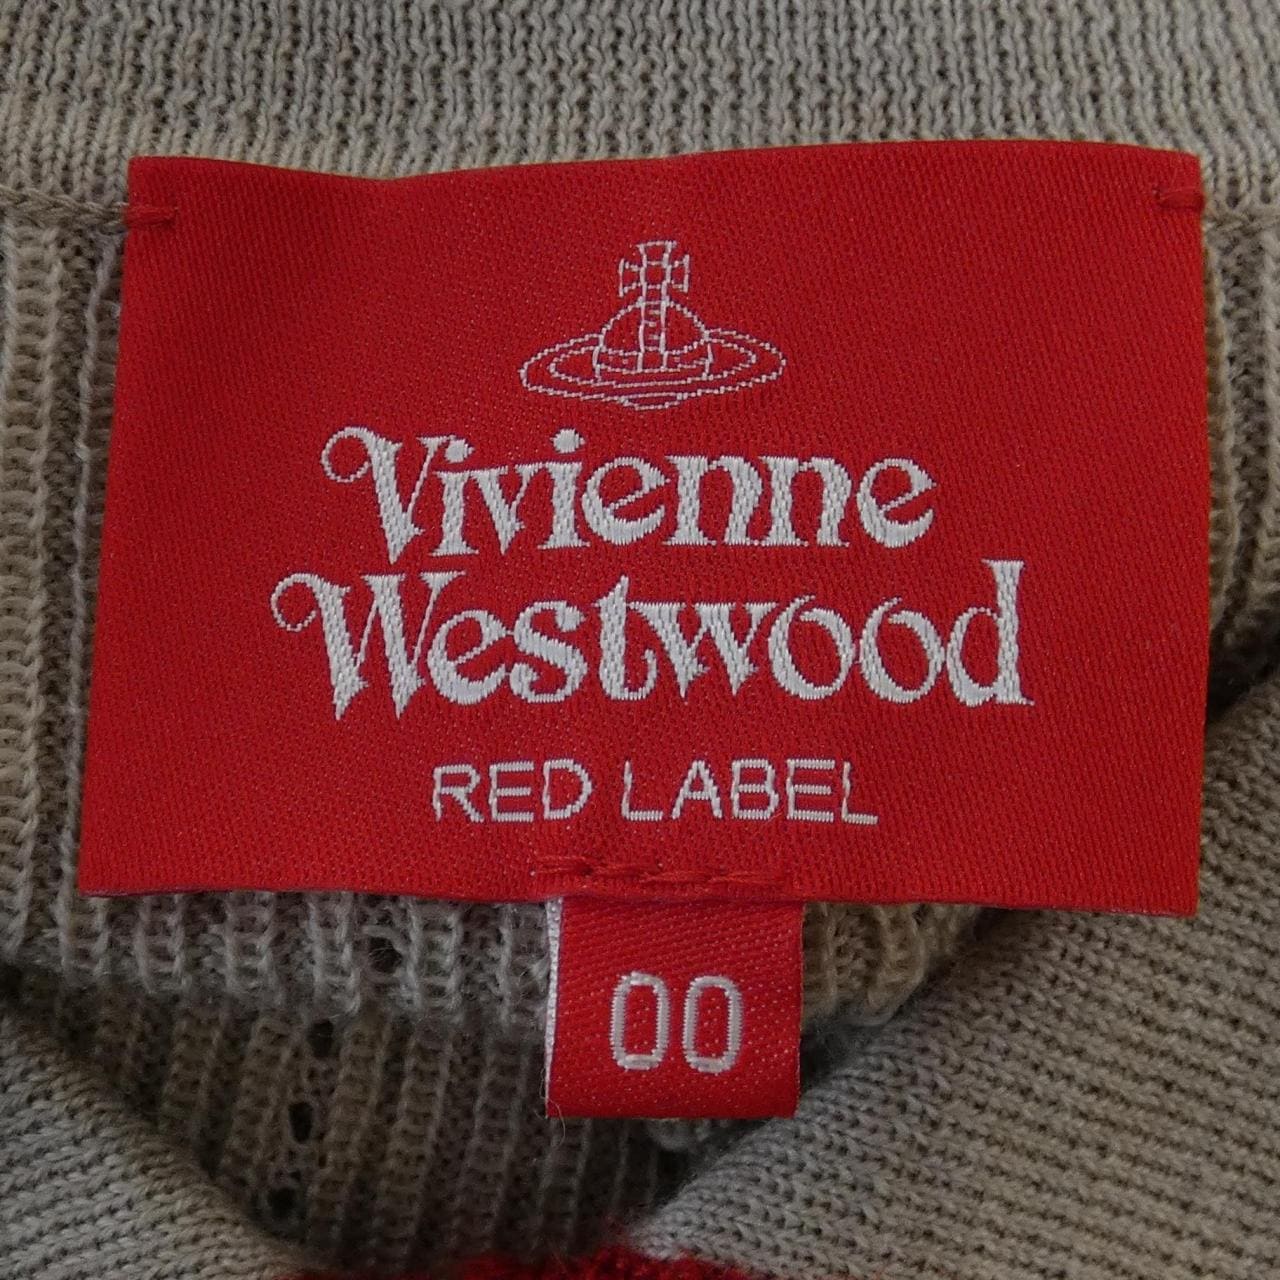 Vivienne
Westwood
RED LABEL
00